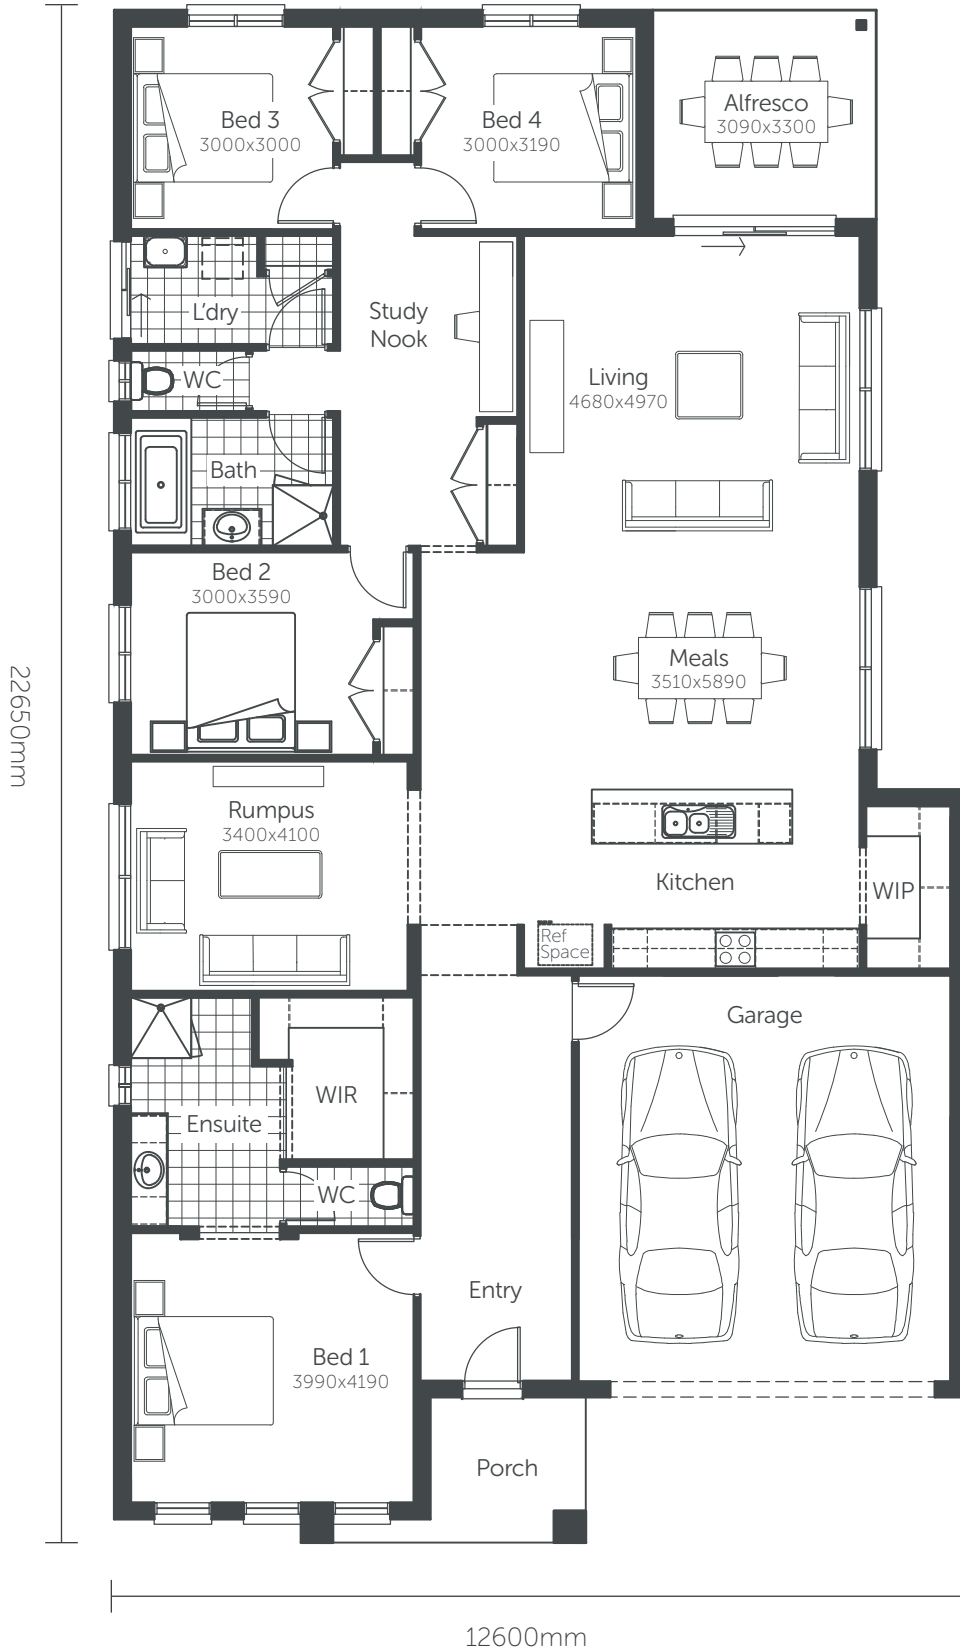 Bed 3
3000x3000
Bed 4
3000x3190
Alfresco
3090x3300
L'dry
Study
Nook
WC
Living
4680x4970
Bath
Bed 2
3000x3590
Meals
3510x5890
22650mm
Rumpus
3400x4100
Kitchen
WIP
Ref
Space
Garage
WIR
Ensuite
WC
Entry
Bed 1
3990x4190
Porch
12600mm